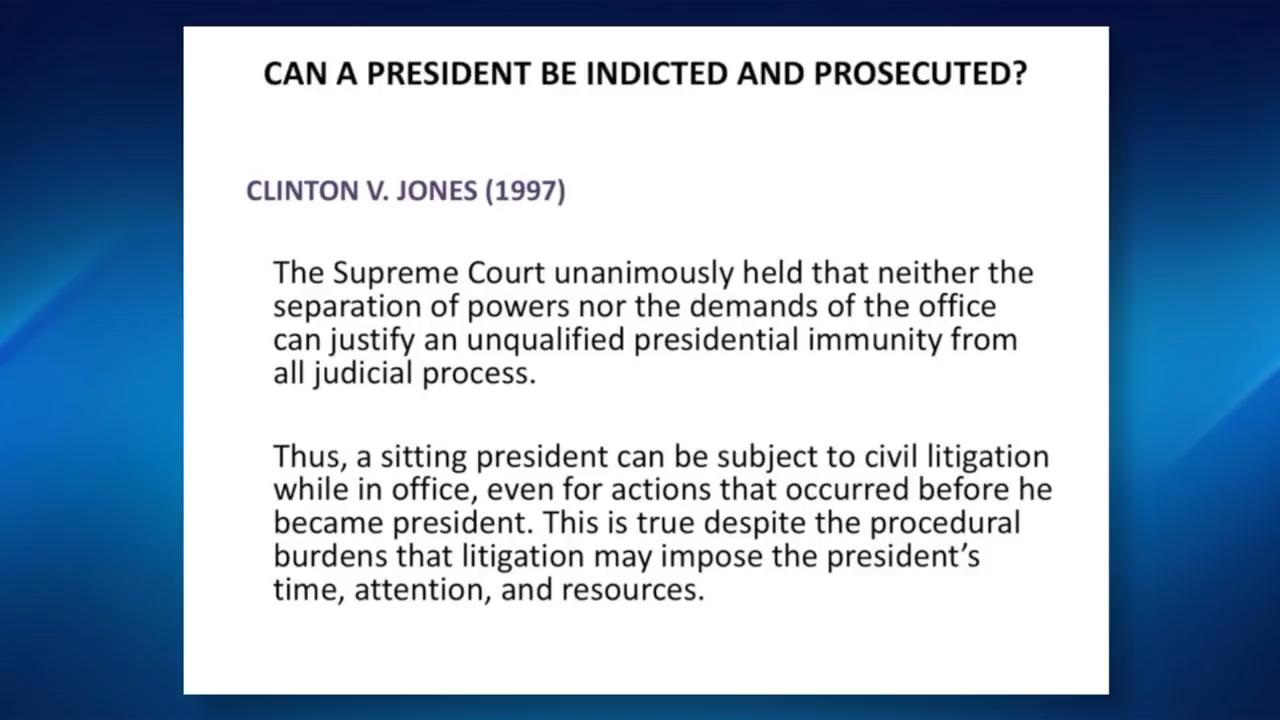 CAN A PRESIDENT BE INDICTED AND PROSECUTED?
CLINTON V. JONES (1997)
The Supreme Court unanimously held that neither the
separation of powers nor the demands of the office
can justify an unqualified presidential immunity from
all judicial process.
Thus, a sitting president can be subject to civil litigation
while in office, even for actions that occurred before he
became president. This is true despite the procedural
burdens that litigation may impose the president’s
time, attention, and resources.